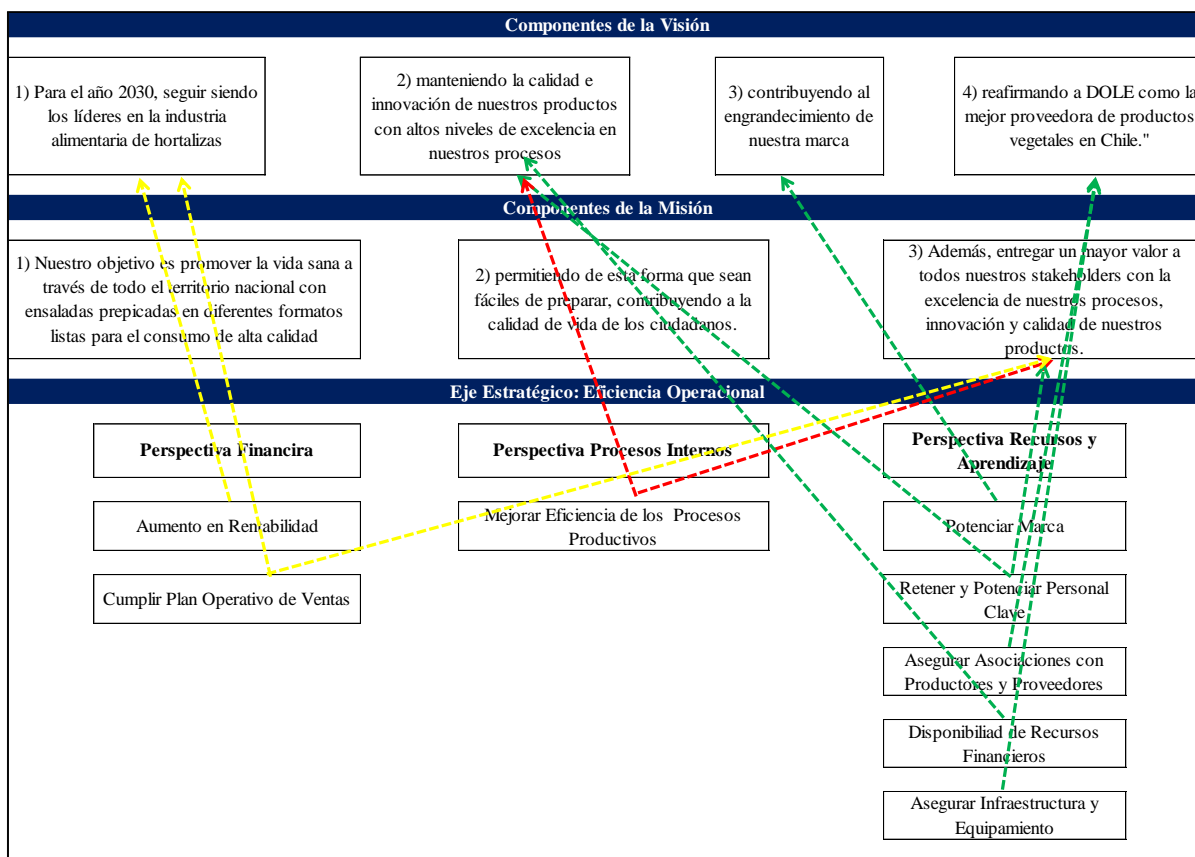 Componentes de la Visión
1) Para el año 2030, seguir siendo
los líderes en la industria
alimentaria de hortalizas
2) manteniendo la calidad e
innovación de nuestros productos
con altos niveles de excelencia en
nuestros procesos
3) contribuyendo al
engrandecimiento de
nuestra marca
4) reafirmando a DOLE como la
mejor proveedora de productos
vegetales en Chile."
Componentes de la Misión
1) Nuestro objetivo es promover la vida sana a
través de todo el territorio nacional con
ensaladas prepicadas en diferentes formatos
listas para el consumo de alta calidad
2) permitiendo de esta forma que sean
fáciles de preparar, contribuyendo a la
calidad de vida de los ciudadanos.
3) Además, entregar un mayor valor a
todos nuestros stakeholders con la
excelencia de nuestros procesos,
innovación y calidad de nuestros
productos.
Eje Estratégico: Eficiencia Operacional
Perspectiva Financira
Aumento en Rentabilidad
Cumplir Plan Operativo de Ventas
Perspectiva Procesos Internos
Mejorar Eficiencia de los Procesos
Productivos
Perspectiva Recursos y
Aprendizaje
Potenciar Marca
Retener y Potenciar Personal
Clave
Asegurar Asociaciones con
Productores y Proveedores
Disponibiliad de Recursos
Financieros
Asegurar Infraestructura y
Equipamiento